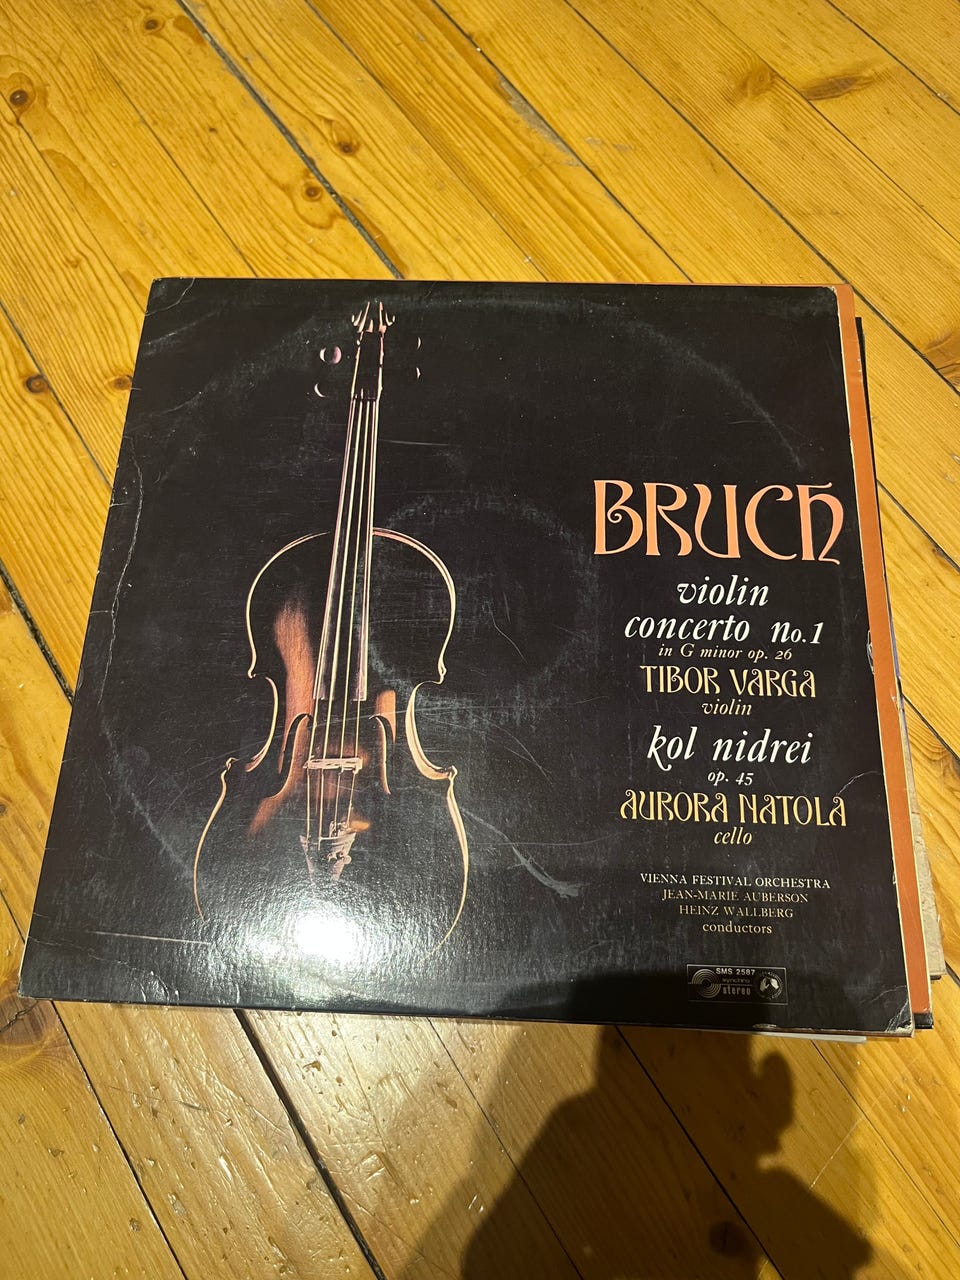 BRUCH
violin
concerto no.1
in G minor op. 26
TIBOR VARGA
violin
kol nidrei
op. 45
AURORA NATOLA
cello
VIENNA FESTIVAL ORCHESTRA
JEAN-MARIE AUBERSON
HEINZ WALLBERG
conductors
SMS 2587
synchro
stereo